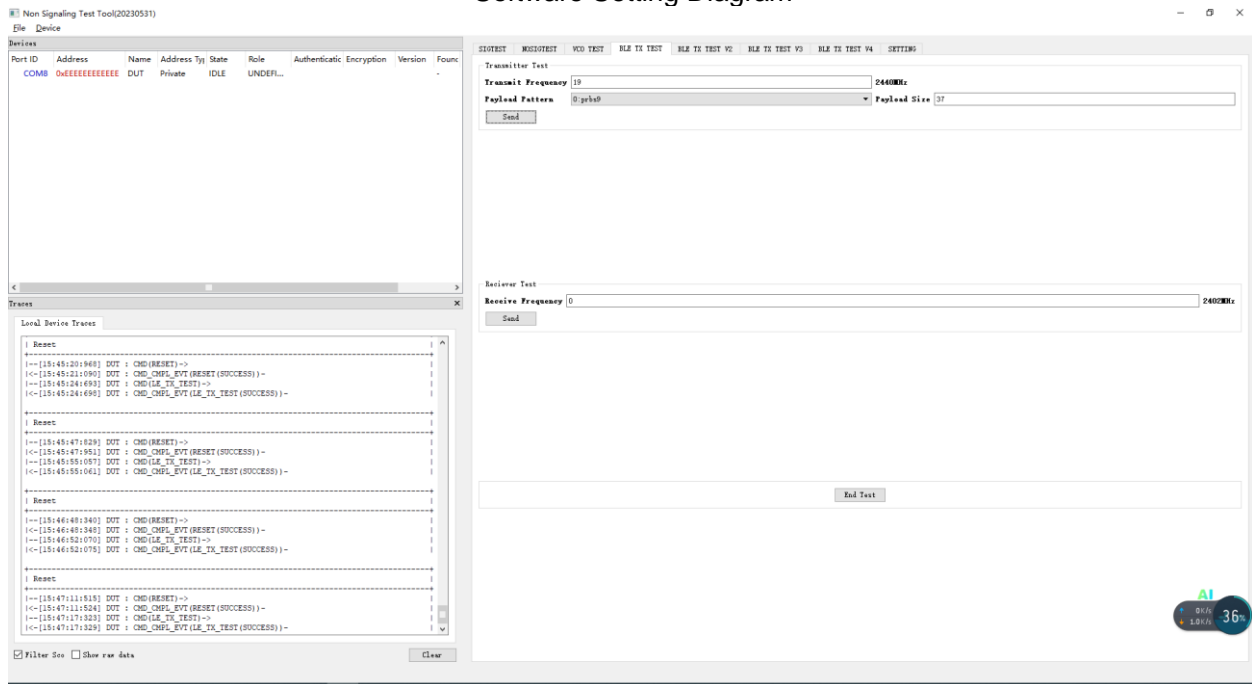 Software Setting Diagram
Non Signaling Test Tool(20230531)
File Device
Devices
Port ID Address Name Address Typ State Role Authenticatic Encryption Version Founc
COM8 0xEEEEEEEEEEEE DUT Private IDLE UNDEFI... -
Traces
Local Device Traces
| Reset |
|--[15:45:20:968] DUT : CMD(RESET)->
|<-[15:45:21:090] DUT : CMD_CMPL_EVT(RESET(SUCCESS))-
|--[15:45:24:693] DUT : CMD(LE_TX_TEST)->
|<-[15:45:24:698] DUT : CMD_CMPL_EVT(LE_TX_TEST(SUCCESS))-
| Reset |
|--[15:45:47:829] DUT : CMD(RESET)->
|<-[15:45:47:951] DUT : CMD_CMPL_EVT(RESET(SUCCESS))-
|--[15:45:55:057] DUT : CMD(LE_TX_TEST)->
|<-[15:45:55:061] DUT : CMD_CMPL_EVT(LE_TX_TEST(SUCCESS))-
| Reset |
|--[15:46:48:340] DUT : CMD(RESET)->
|<-[15:46:48:348] DUT : CMD_CMPL_EVT(RESET(SUCCESS))-
|--[15:46:52:070] DUT : CMD(LE_TX_TEST)->
|<-[15:46:52:075] DUT : CMD_CMPL_EVT(LE_TX_TEST(SUCCESS))-
| Reset |
|--[15:47:11:515] DUT : CMD(RESET)->
|<-[15:47:11:524] DUT : CMD_CMPL_EVT(RESET(SUCCESS))-
|--[15:47:17:323] DUT : CMD(LE_TX_TEST)->
|<-[15:47:17:329] DUT : CMD_CMPL_EVT(LE_TX_TEST(SUCCESS))-
Filter Sco Show raw data Clear
SIGTEST NOSIGTEST VCO TEST BLE TX TEST BLE TX TEST V2 BLE TX TEST V3 BLE TX TEST V4 SETTING
Transmitter Test
Transmit Frequency 19 2440MHz
Payload Pattern 0:prbs9 Payload Size 37
Send
Reciever Test
Receive Frequency 0 2402MHz
Send
End Test
AI
0K/s
1.0K/s
36%